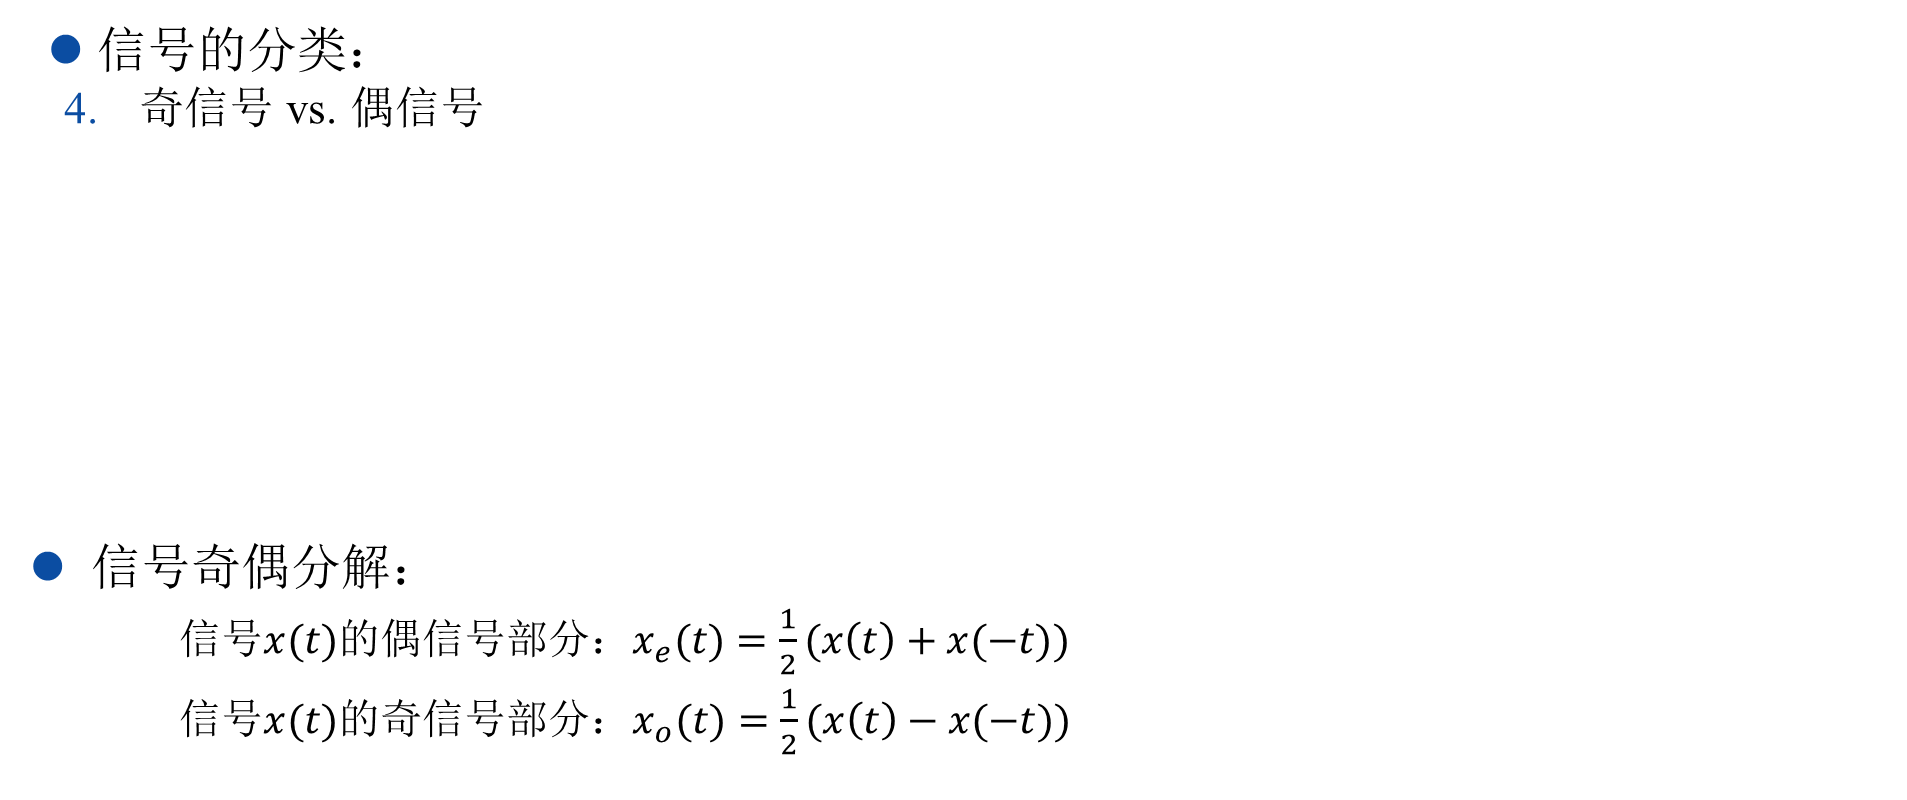 ● 信号的分类：
4. 奇信号 vs. 偶信号
● 信号奇偶分解：
信号x(t)的偶信号部分：x_e(t) = \frac{1}{2}(x(t) + x(−t))
信号x(t)的奇信号部分：x_o(t) = \frac{1}{2}(x(t) − x(−t))